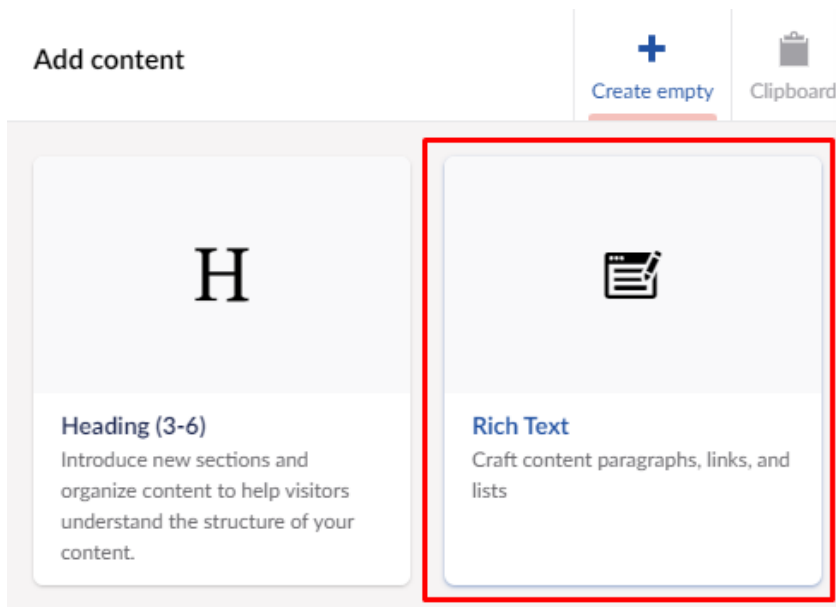 Add content
Create empty
Clipboard
H
Heading (3-6)
Introduce new sections and
organize content to help visitors
understand the structure of your
content.
Rich Text
Craft content paragraphs, links, and
lists